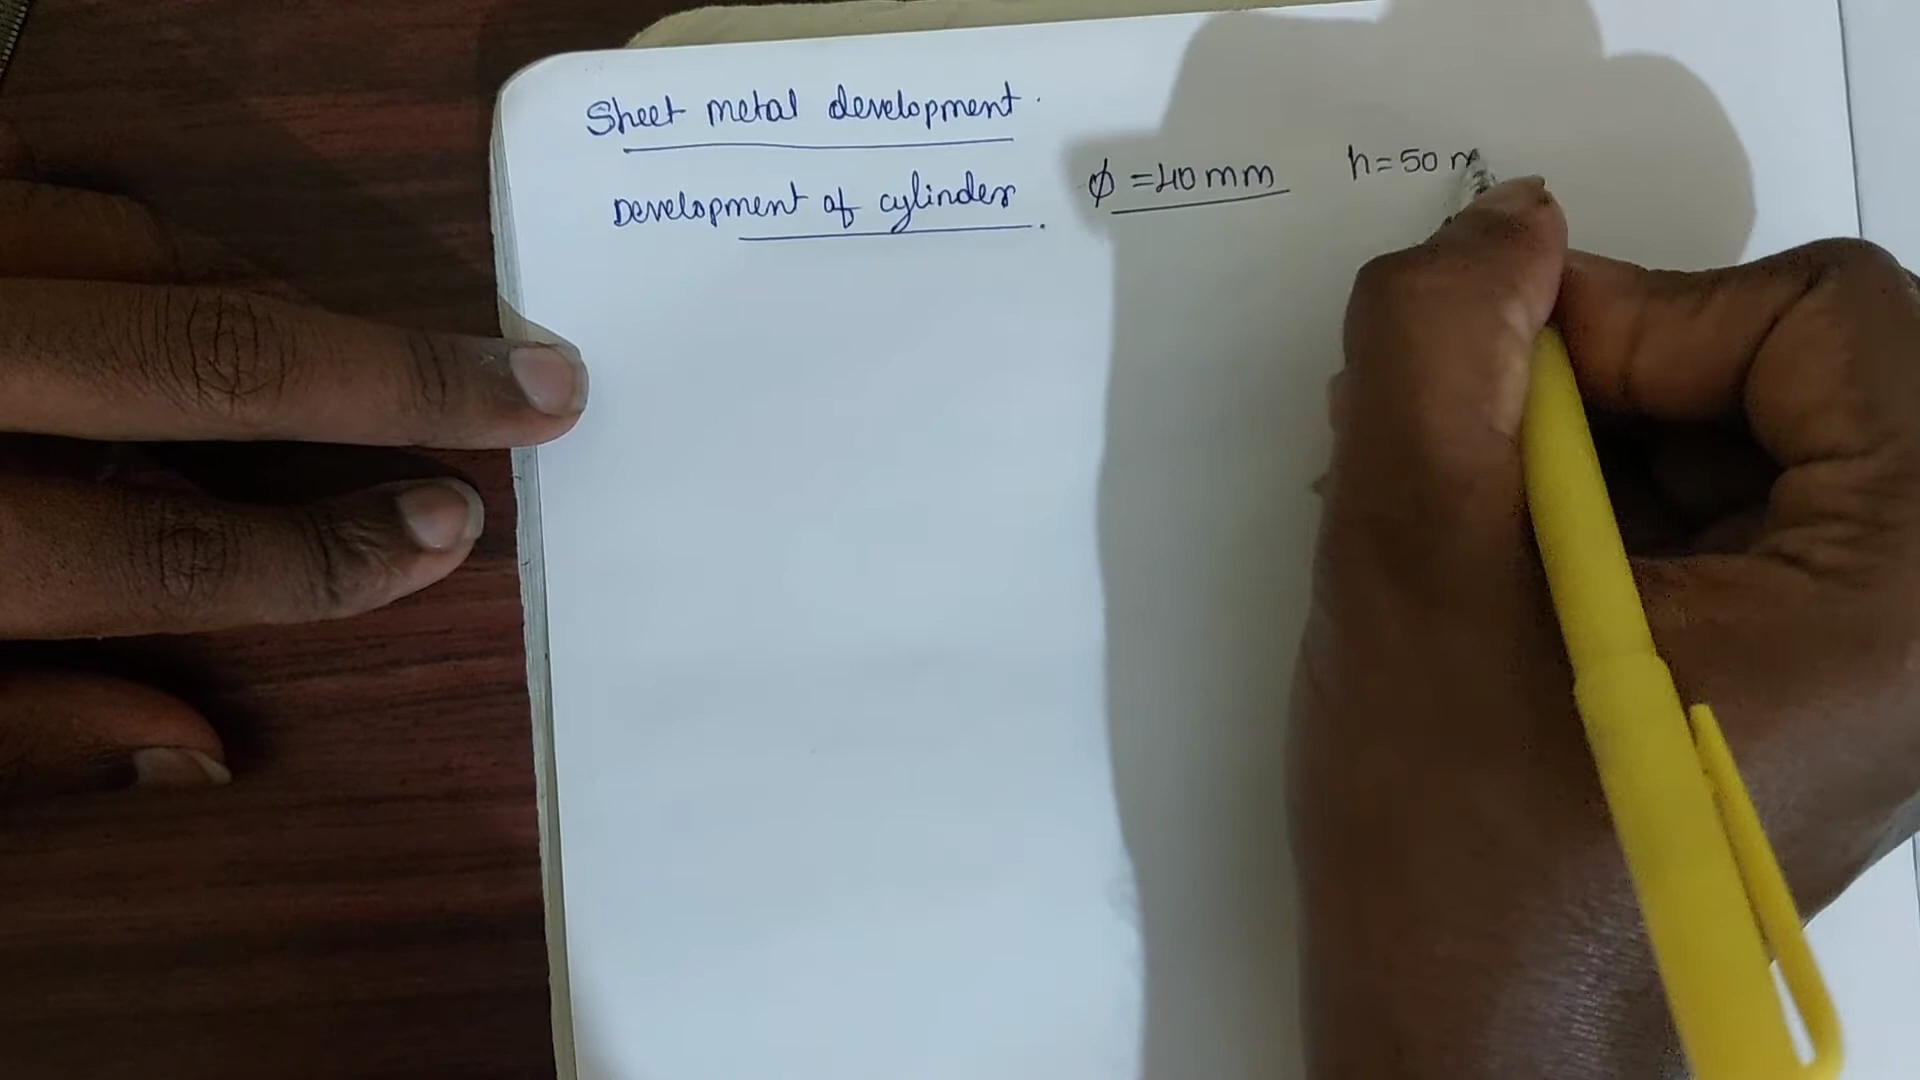 Sheet metal development.
Development of cylinder. ϕ = 40 mm h = 50 m